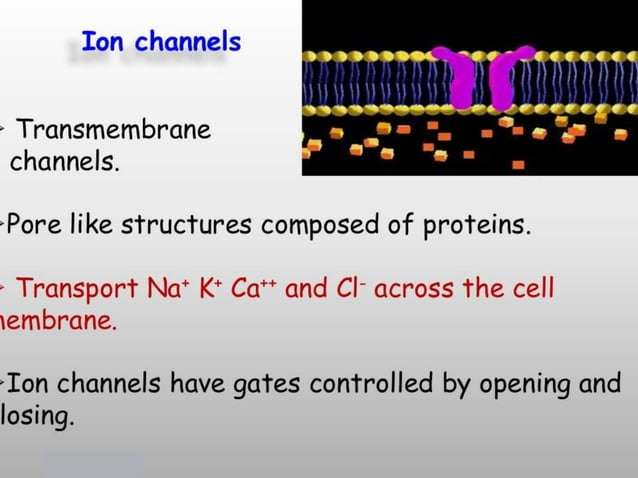 Ion channels
Transmembrane
channels.
Pore like structures composed of proteins.
Transport Na⁺ K⁺ Ca⁺⁺ and Cl⁻ across the cell
membrane.
Ion channels have gates controlled by opening and
losing.